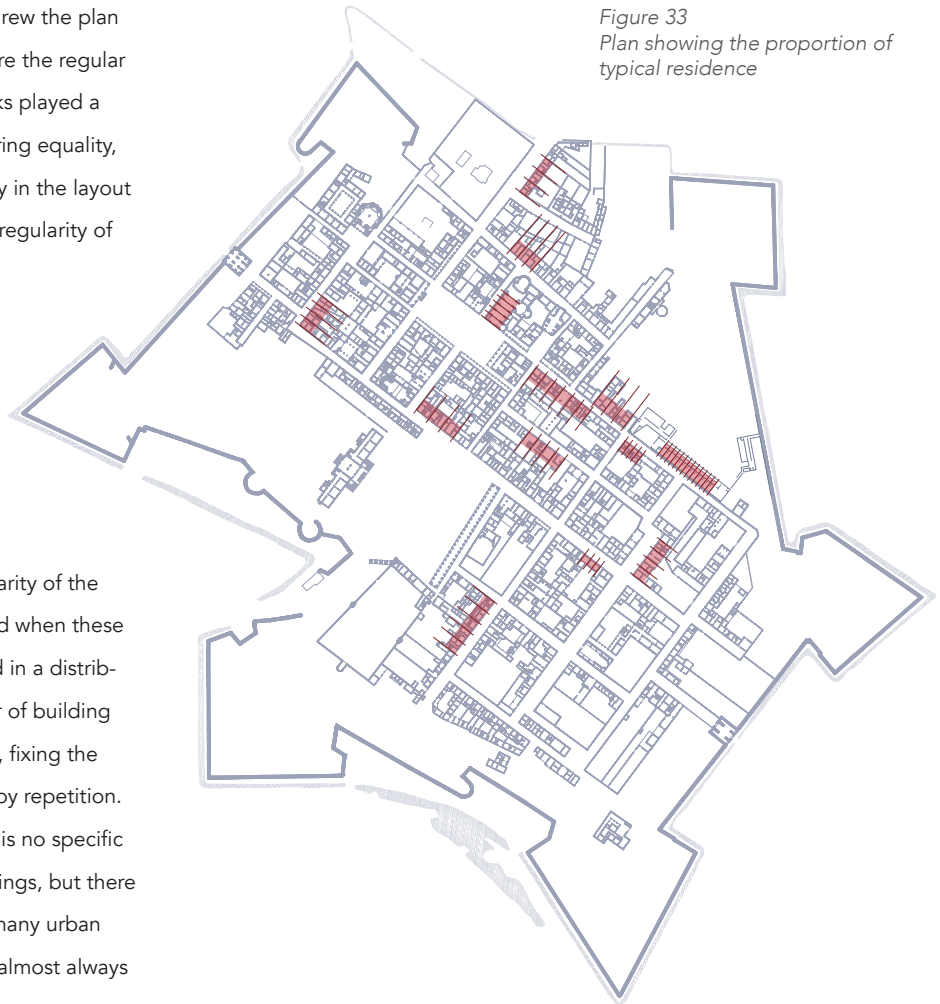 rew the plan
re the regular
ks played a
ring equality,
y in the layout
regularity of
arity of the
d when these
d in a distrib-
r of building
, fixing the
by repetition.
is no specific
ings, but there
many urban
almost always
Figure 33
Plan showing the proportion of
typical residence